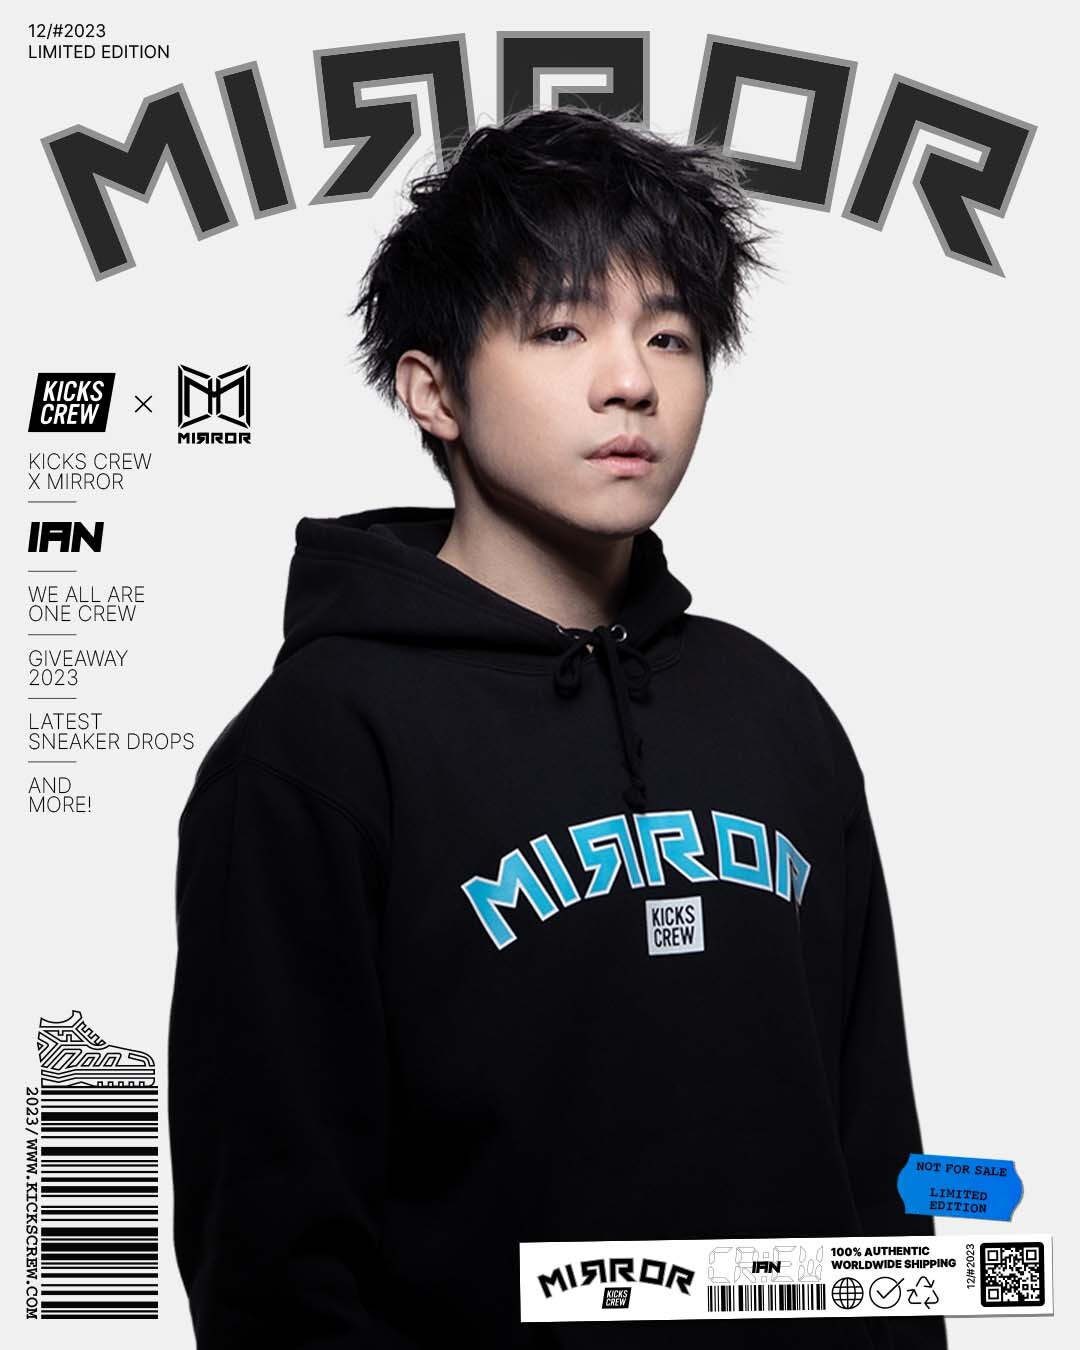 12/#2023
LIMITED EDITION
MIRROR
KICKS
CREW
×
MIRROR
KICKS CREW
X MIRROR
IAN
WE ALL ARE
ONE CREW
GIVEAWAY
2023
LATEST
SNEAKER DROPS
AND
MORE!
MIRROR
KICKS
CREW
2023/WWW.KICKSCREW.COM
NOT FOR SALE
LIMITED
EDITION
MIRROR
KICKS
CREW
CR:EW
IAN
100% AUTHENTIC
WORLDWIDE SHIPPING
12/#2023